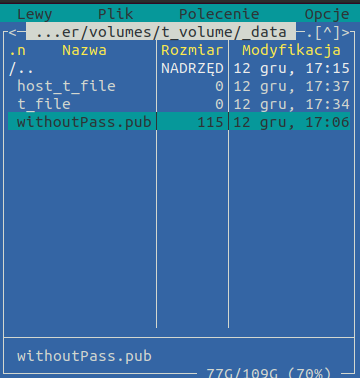 Lewy Plik Polecenie Opcje
<─ ...er/volumes/t_volume/_data ─.[^]>
.n Nazwa Rozmiar Modyfikacja
/.. NADRZĘD 12 gru, 17:15
host_t_file 0 12 gru, 17:37
t_file 0 12 gru, 17:34
withoutPass.pub 115 12 gru, 17:06
withoutPass.pub
77G/109G (70%)